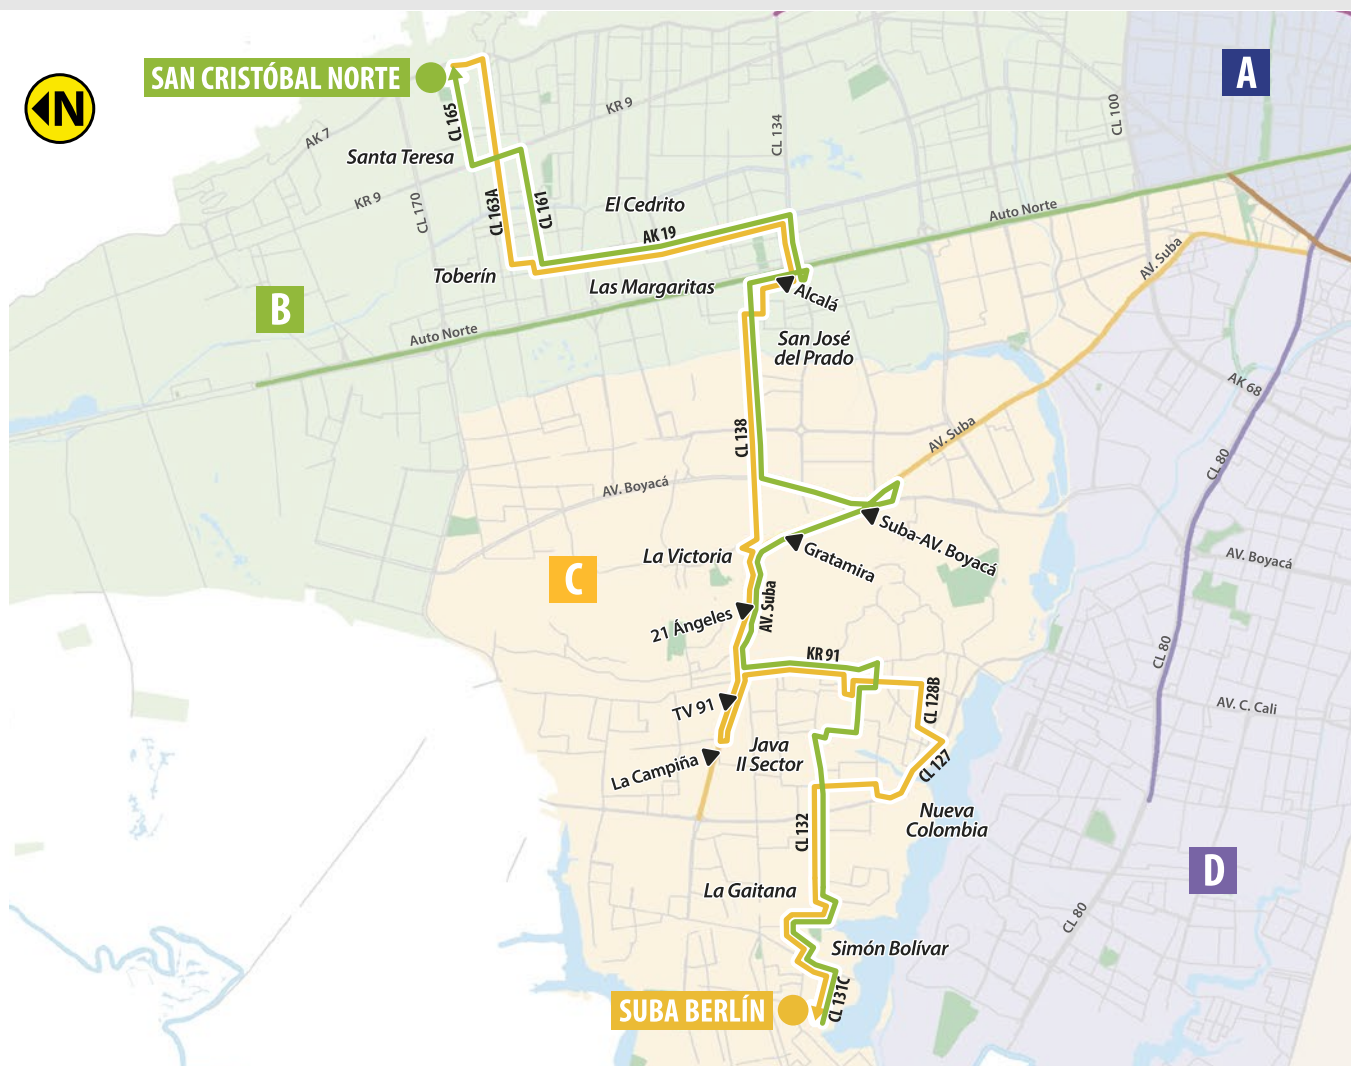 A
SAN CRISTÓBAL NORTE
N
KR 9
CL 100
CL 165
AK 7
CL 134
Santa Teresa
KR 9
CL 170
CL 163A
CL 161
El Cedrito
Auto Norte
AK 19
AV. Suba
Toberín
Las Margaritas
Alcalá
B
Auto Norte
San José
del Prado
AK 68
CL 138
AV. Suba
CL 80
AV. Boyacá
Suba-AV. Boyacá
La Victoria
Gratamira
AV. Boyacá
C
AV. Suba
21 Ángeles
KR 91
CL 80
CL 128B
TV 91
AV. C. Cali
Java
II Sector
La Campiña
CL 127
Nueva
Colombia
CL 132
D
La Gaitana
CL 80
Simón Bolívar
CL 131C
SUBA BERLÍN